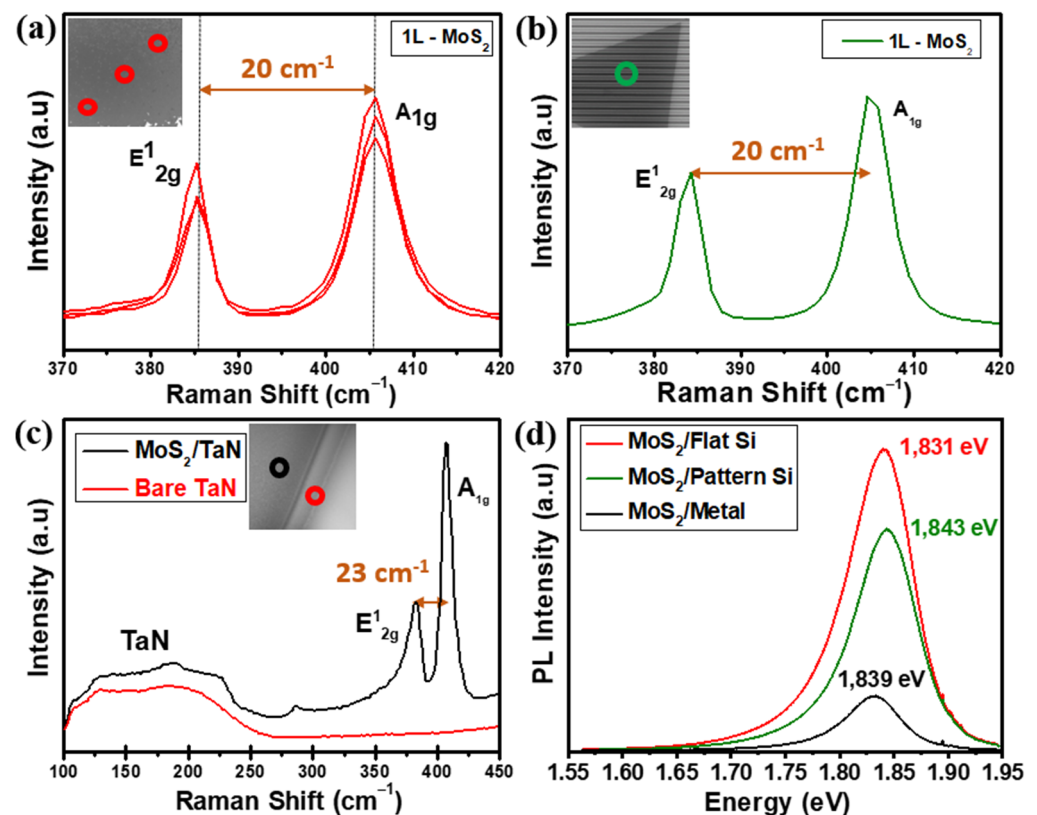 (a)
1L - MoS₂
20 cm⁻¹
A₁g
E¹₂g
Intensity (a.u)
370 380 390 400 410 420
Raman Shift (cm⁻¹)
(b)
1L - MoS₂
A₁g
20 cm⁻¹
E¹₂g
Intensity (a.u)
370 380 390 400 410 420
Raman Shift (cm⁻¹)
(c)
MoS₂/TaN
Bare TaN
A₁g
23 cm⁻¹
E¹₂g
TaN
Intensity (a.u)
100 150 200 250 300 350 400 450
Raman Shift (cm⁻¹)
(d)
MoS₂/Flat Si
MoS₂/Pattern Si
MoS₂/Metal
1,831 eV
1,843 eV
1,839 eV
PL Intensity (a.u)
1.55 1.60 1.65 1.70 1.75 1.80 1.85 1.90 1.95
Energy (eV)